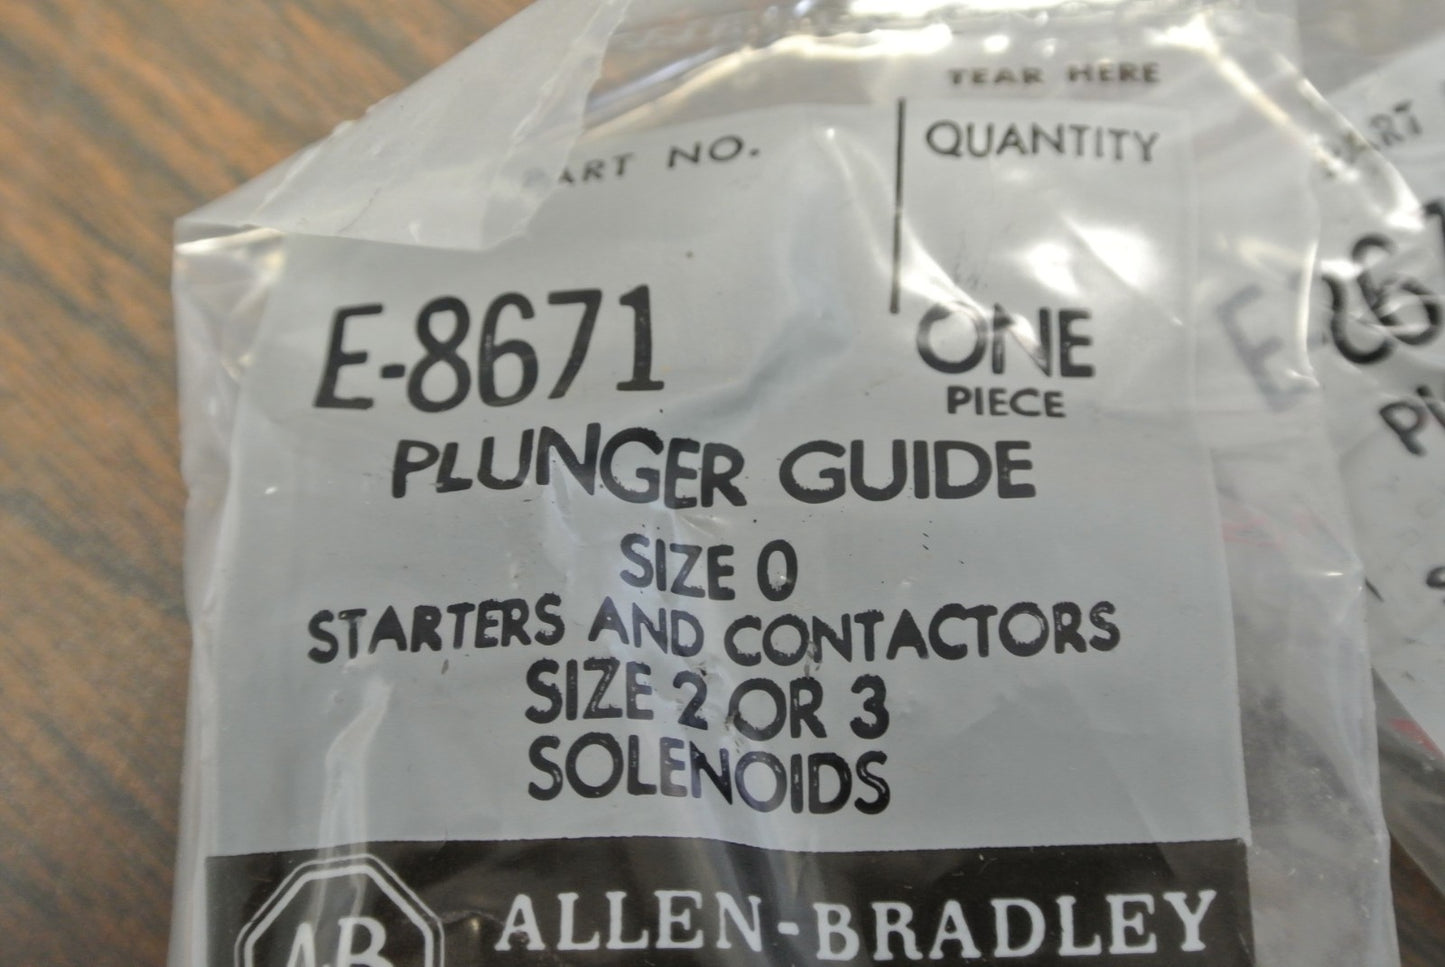 TEAR HERE
PART NO.
QUANTITY
E-8671
ONE
PIECE
PLUNGER GUIDE
SIZE 0
STARTERS AND CONTACTORS
SIZE 2 OR 3
SOLENOIDS
AB ALLEN-BRADLEY
PART